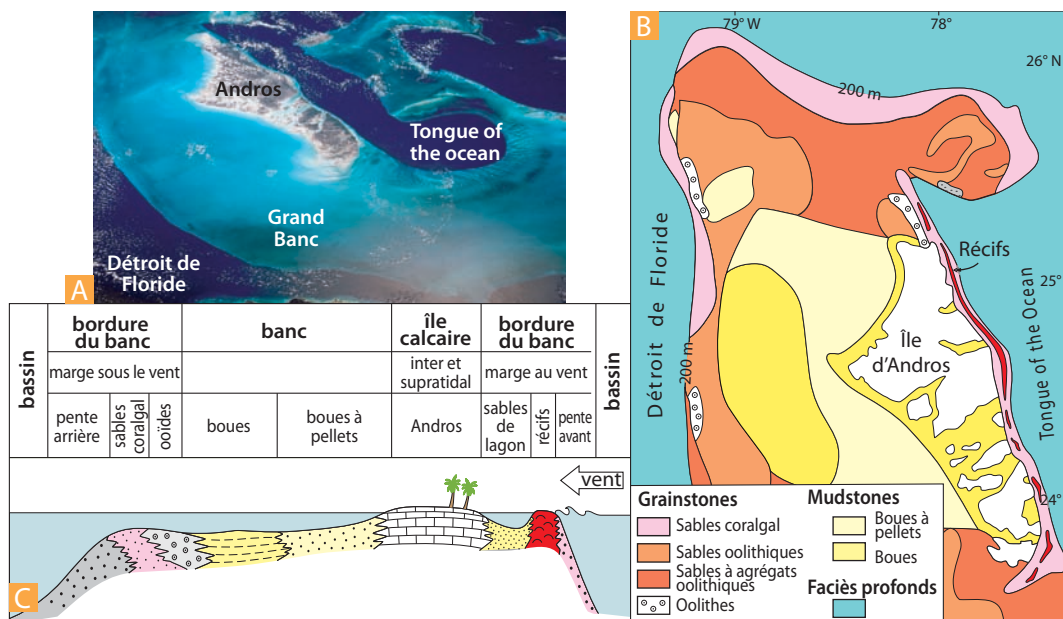 Andros
Tongue of
the ocean
Grand
Banc
Détroit de
Floride
A
bassin
bordure
du banc
banc
île
calcaire
bordure
du banc
bassin
marge sous le vent
inter et
supratidal
marge au vent
pente
arrière
sables
coralgal
ooïdes
boues
boues à
pellets
Andros
sables
de
lagon
récifs
pente
avant
vent
C
B
79° W
78°
26° N
200 m
Récifs
25°
Île
d'Andros
Détroit de Floride
200 m
Tongue of the Ocean
24°
Grainstones
Sables coralgal
Sables oolithiques
Sables à agrégats
oolithiques
Oolithes
Mudstones
Boues à
pellets
Boues
Faciès profonds